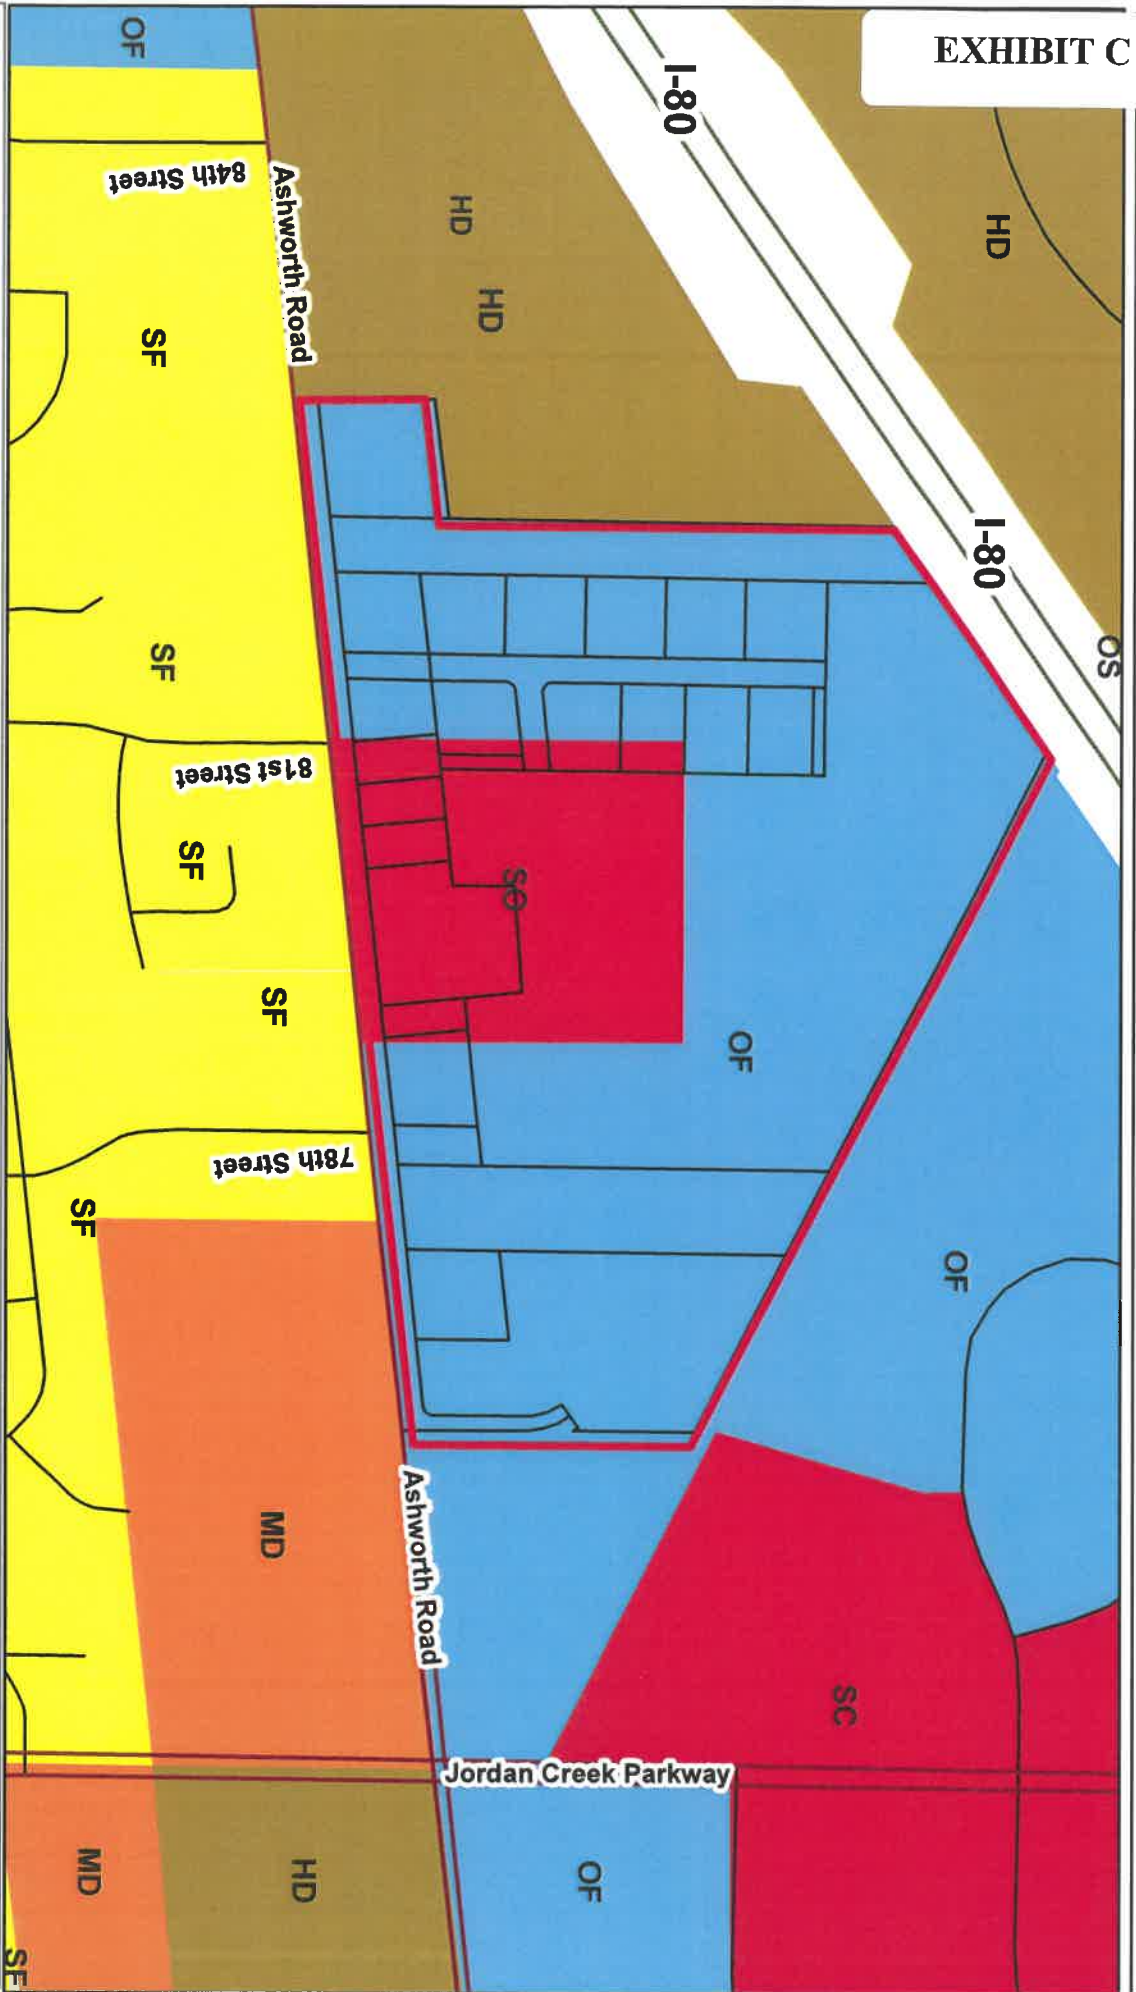 EXHIBIT C
OF
84th Street
Ashworth Road
SF
HD
HD
I-80
HD
I-80
OS
SF
81st Street
SF
SO
SF
OF
78th Street
SF
OF
MD
Ashworth Road
SC
Jordan Creek Parkway
MD
HD
OF
SF